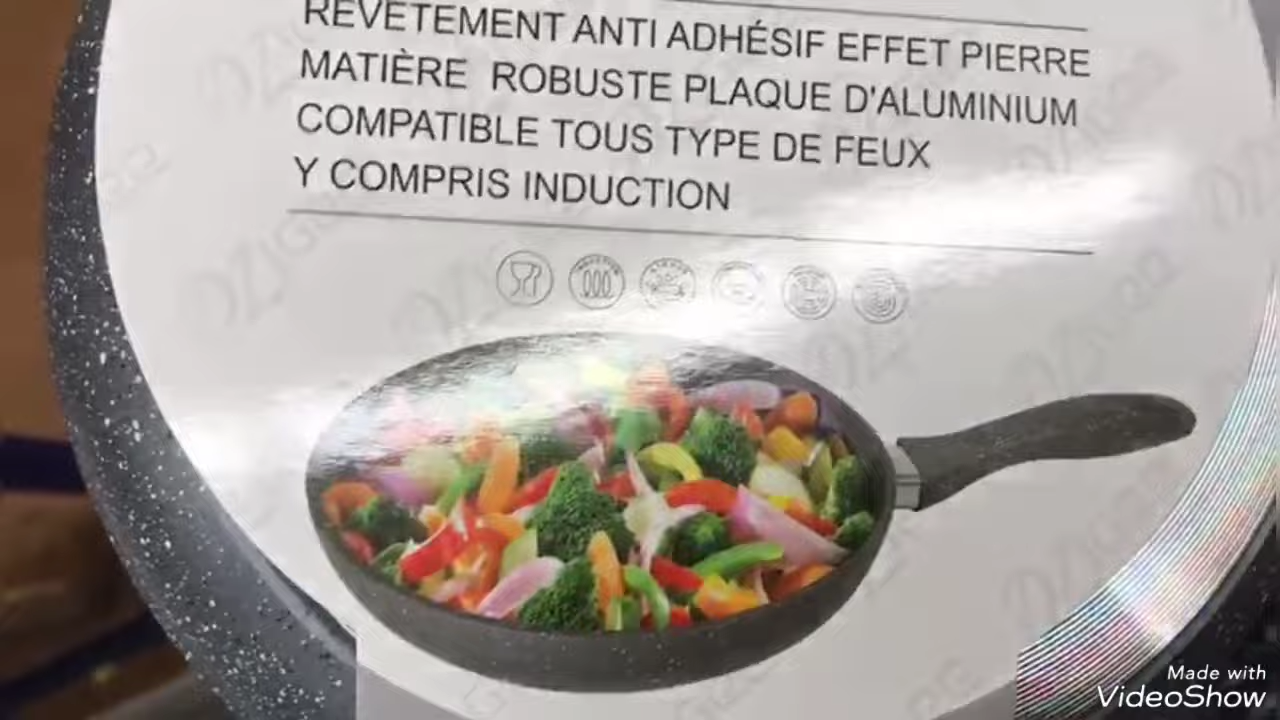 REVÊTEMENT ANTI ADHÉSIF EFFET PIERRE
MATIÈRE ROBUSTE PLAQUE D'ALUMINIUM
COMPATIBLE TOUS TYPE DE FEUX
Y COMPRIS INDUCTION
Made with
VideoShow